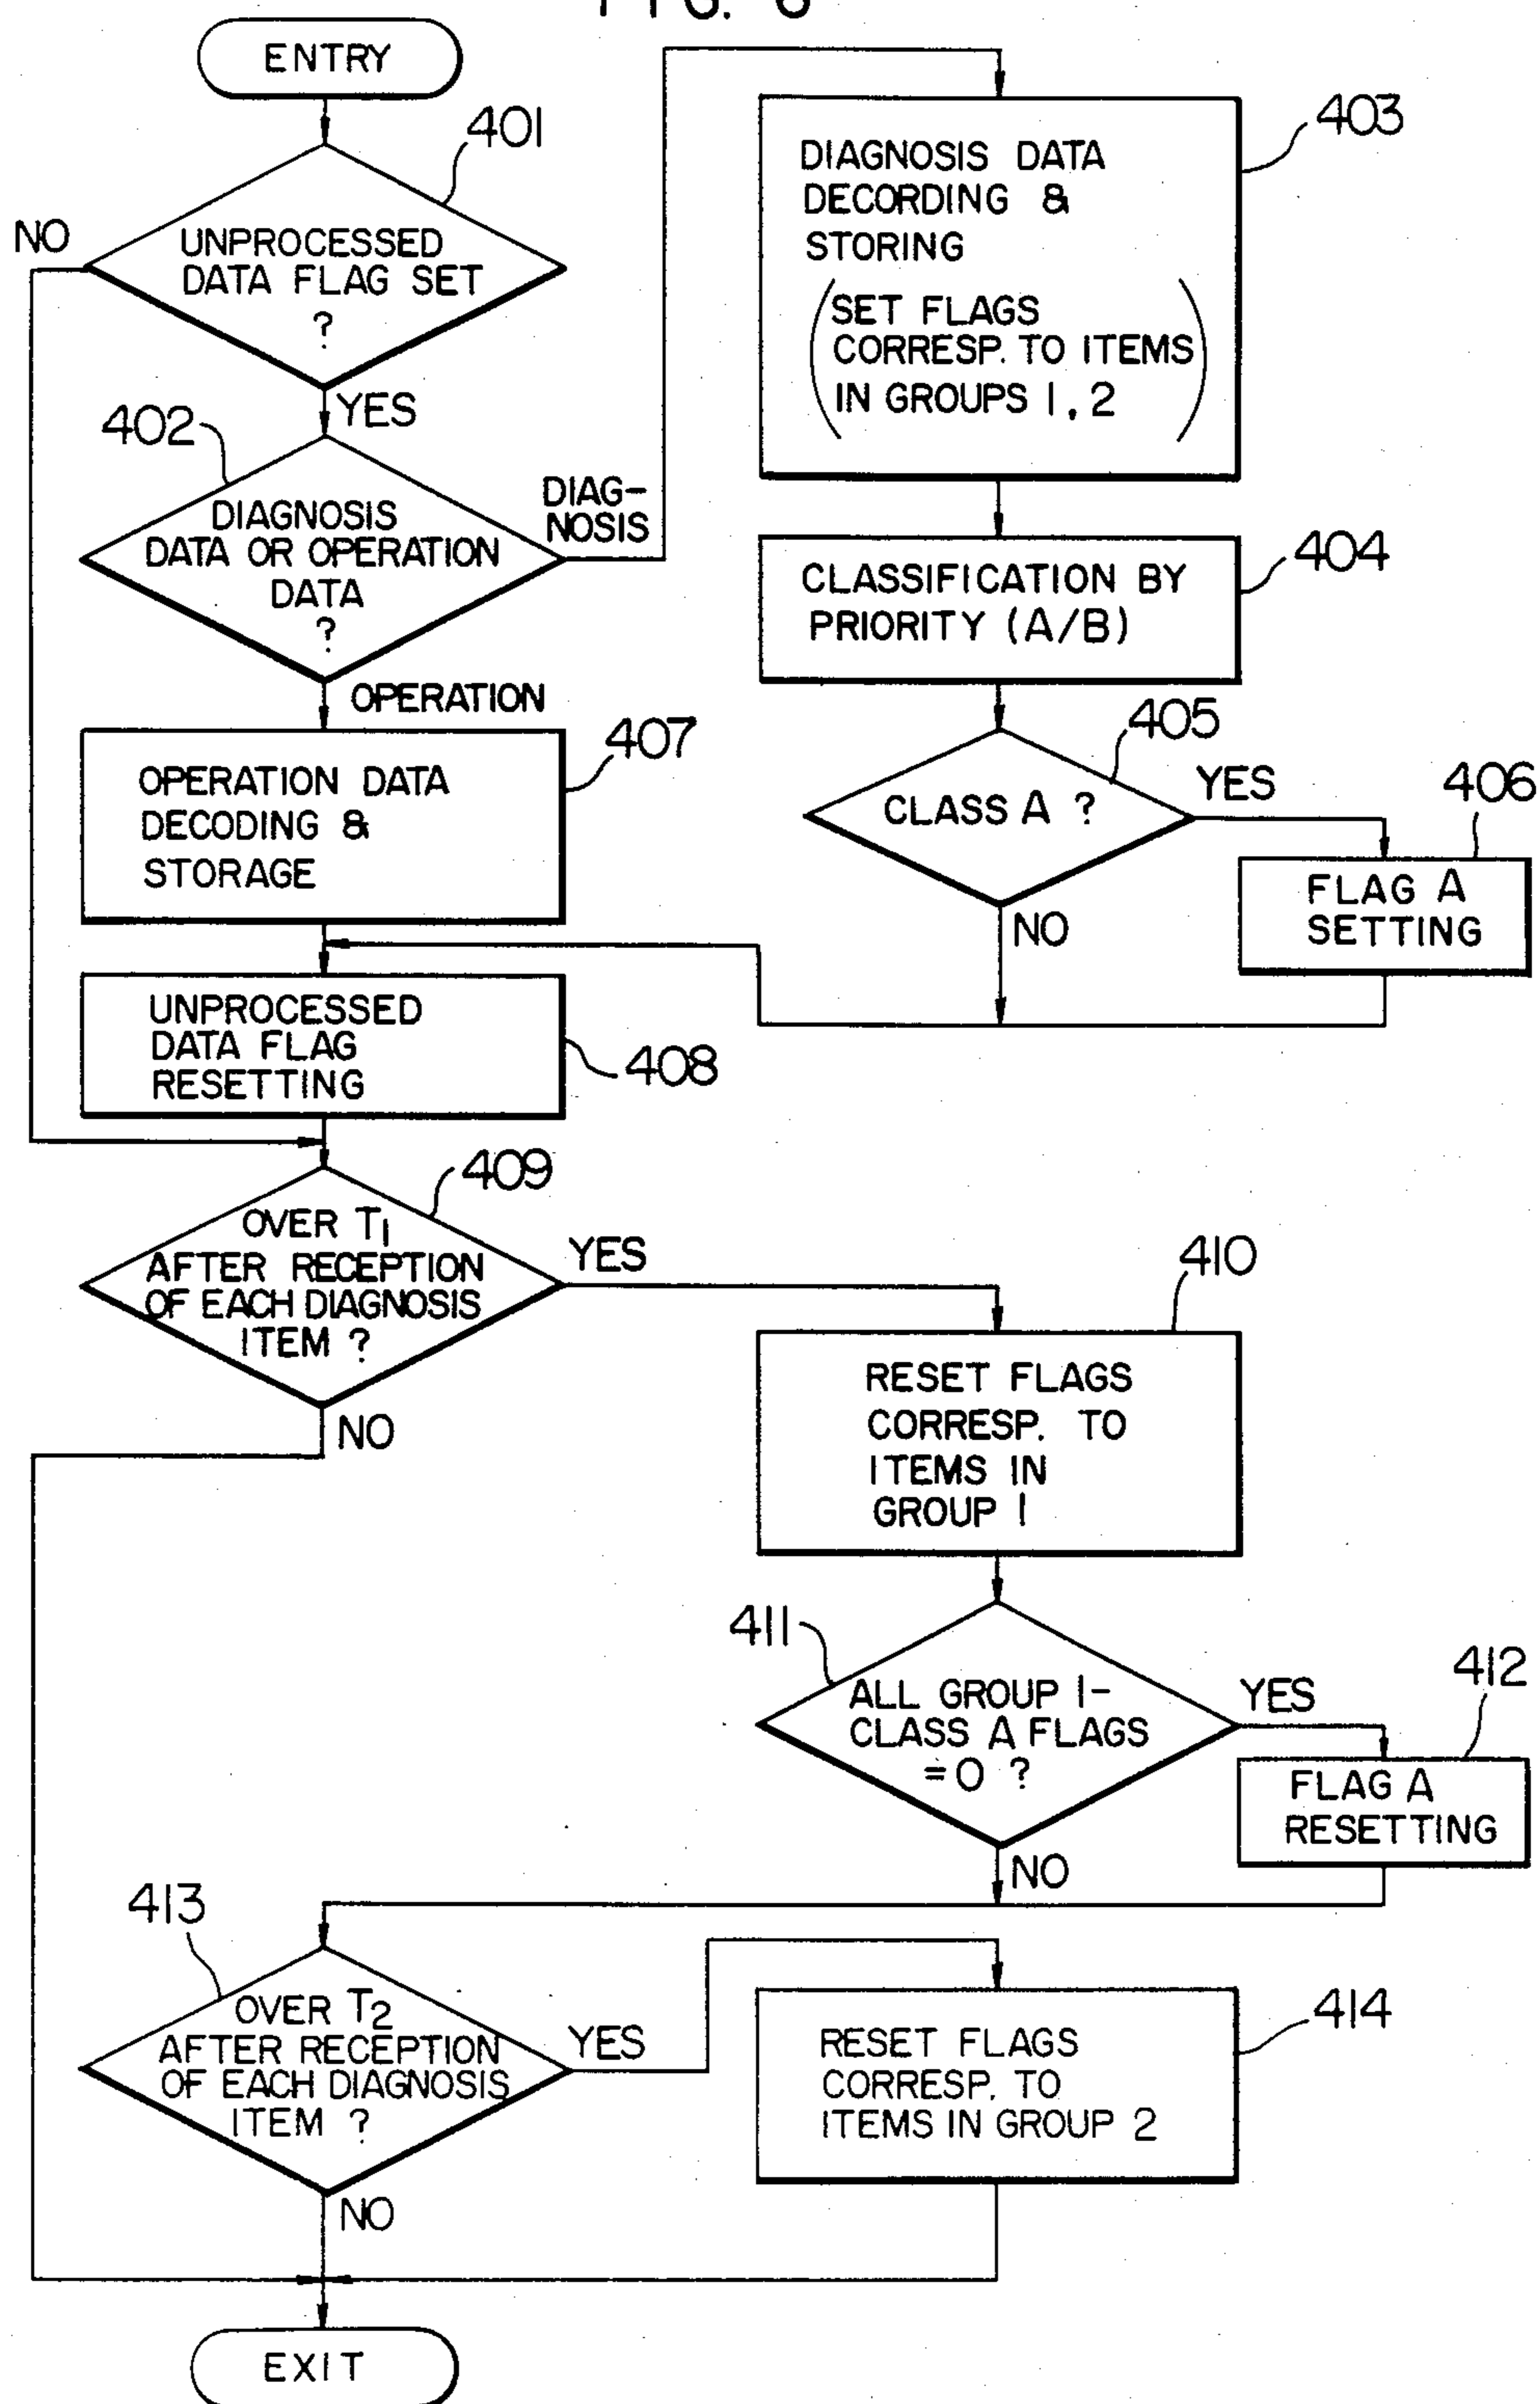 FIG. 6
ENTRY
401
NO
UNPROCESSED
DATA FLAG SET
?
YES
402
DIAGNOSIS
DATA OR OPERATION
DATA
?
DIAG-
NOSIS
OPERATION
403
DIAGNOSIS DATA
DECORDING &
STORING
(SET FLAGS
CORRESP. TO ITEMS
IN GROUPS 1, 2)
404
CLASSIFICATION BY
PRIORITY (A/B)
405
CLASS A ?
YES
NO
406
FLAG A
SETTING
407
OPERATION DATA
DECODING &
STORAGE
408
UNPROCESSED
DATA FLAG
RESETTING
409
OVER T1
AFTER RECEPTION
OF EACH DIAGNOSIS
ITEM ?
YES
NO
410
RESET FLAGS
CORRESP. TO
ITEMS IN
GROUP 1
411
ALL GROUP 1-
CLASS A FLAGS
=0 ?
YES
NO
412
FLAG A
RESETTING
413
OVER T2
AFTER RECEPTION
OF EACH DIAGNOSIS
ITEM ?
YES
NO
414
RESET FLAGS
CORRESP. TO
ITEMS IN GROUP 2
EXIT